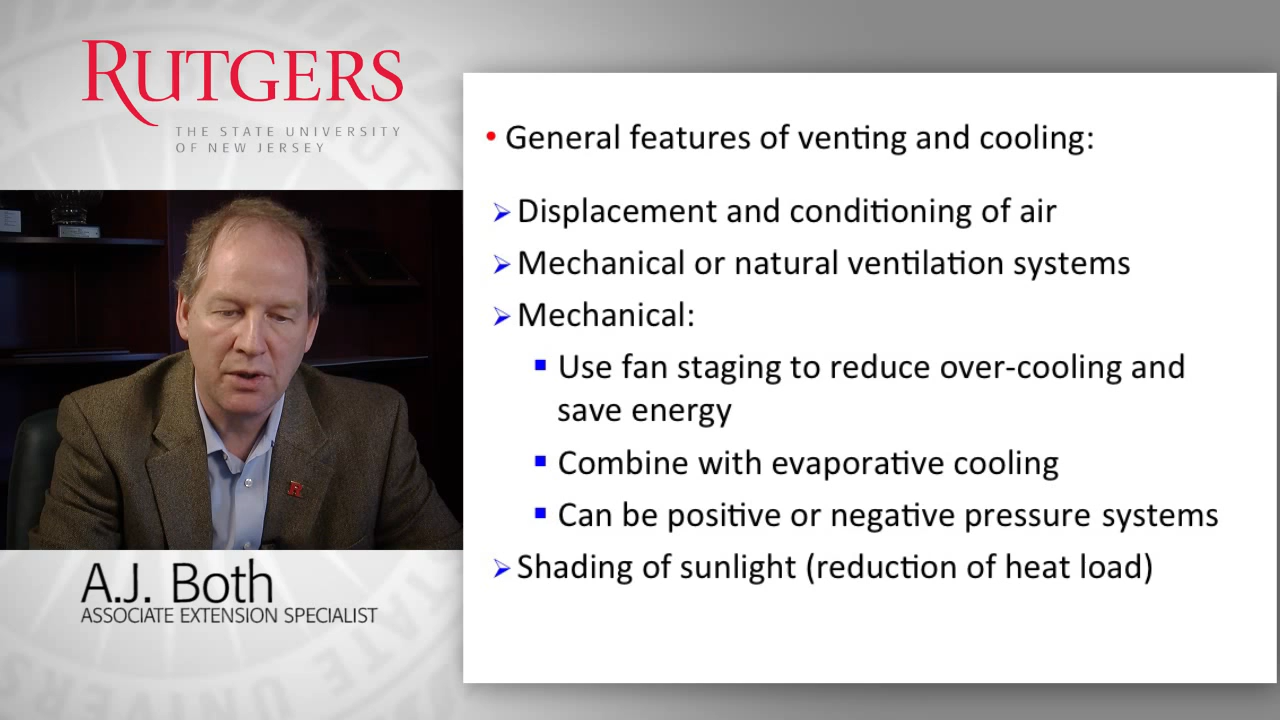 RUTGERS
THE STATE UNIVERSITY
OF NEW JERSEY
• General features of venting and cooling:
➢ Displacement and conditioning of air
➢ Mechanical or natural ventilation systems
➢ Mechanical:
▪ Use fan staging to reduce over-cooling and
save energy
▪ Combine with evaporative cooling
▪ Can be positive or negative pressure systems
➢ Shading of sunlight (reduction of heat load)
A.J. Both
ASSOCIATE EXTENSION SPECIALIST